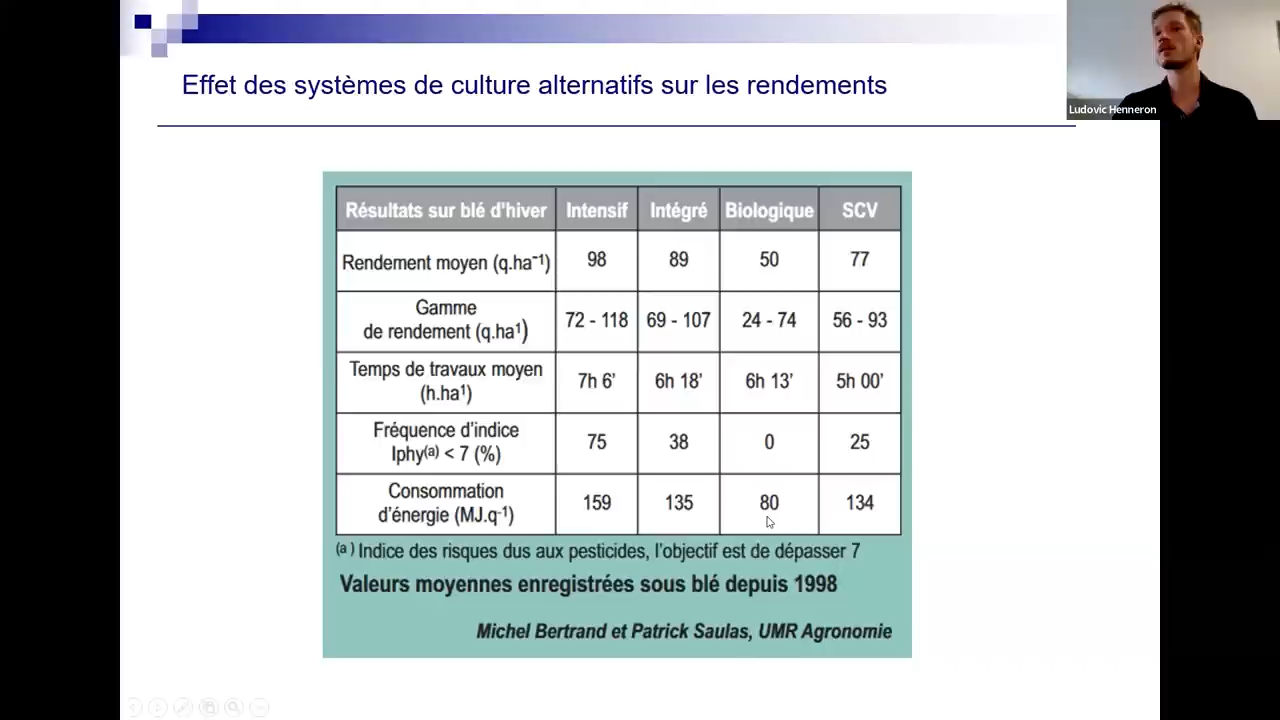 Effet des systèmes de culture alternatifs sur les rendements
Ludovic Henneron
Résultats sur blé d'hiver Intensif Intégré Biologique SCV
Rendement moyen (q.ha⁻¹) 98 89 50 77
Gamme
de rendement (q.ha¹) 72 - 118 69 - 107 24 - 74 56 - 93
Temps de travaux moyen
(h.ha¹) 7h 6' 6h 18' 6h 13' 5h 00'
Fréquence d'indice
Iphy⁽ᵃ⁾ < 7 (%) 75 38 0 25
Consommation
d'énergie (MJ.q⁻¹) 159 135 80 134
(a ) Indice des risques dus aux pesticides, l'objectif est de dépasser 7
Valeurs moyennes enregistrées sous blé depuis 1998
Michel Bertrand et Patrick Saulas, UMR Agronomie